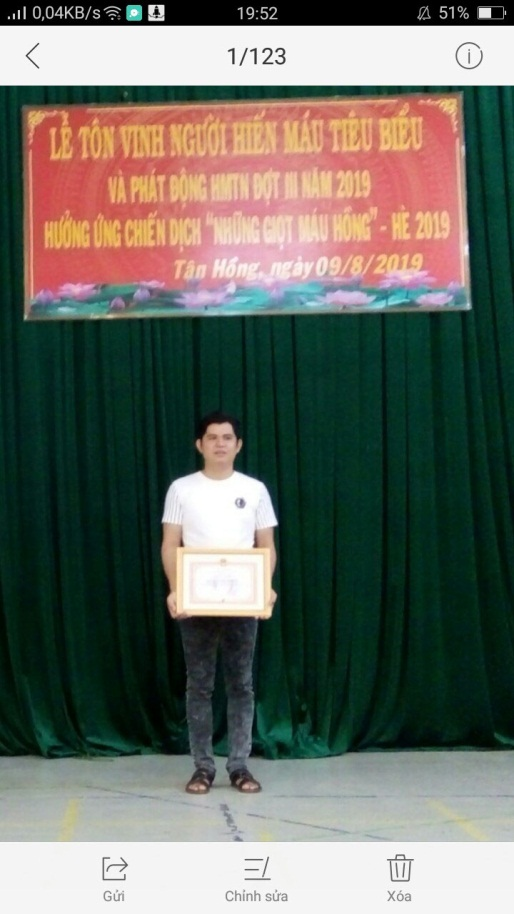 0,04KB/s 19:52 51%
1/123
LỄ TÔN VINH NGƯỜI HIẾN MÁU TIÊU BIỂU
VÀ PHÁT ĐỘNG HMTN ĐỢT III NĂM 2019
HƯỞNG ỨNG CHIẾN DỊCH "NHỮNG GIỌT MÁU HỒNG" - HÈ 2019
Tân Hồng, ngày 09/8/2019
Gửi Chỉnh sửa Xóa